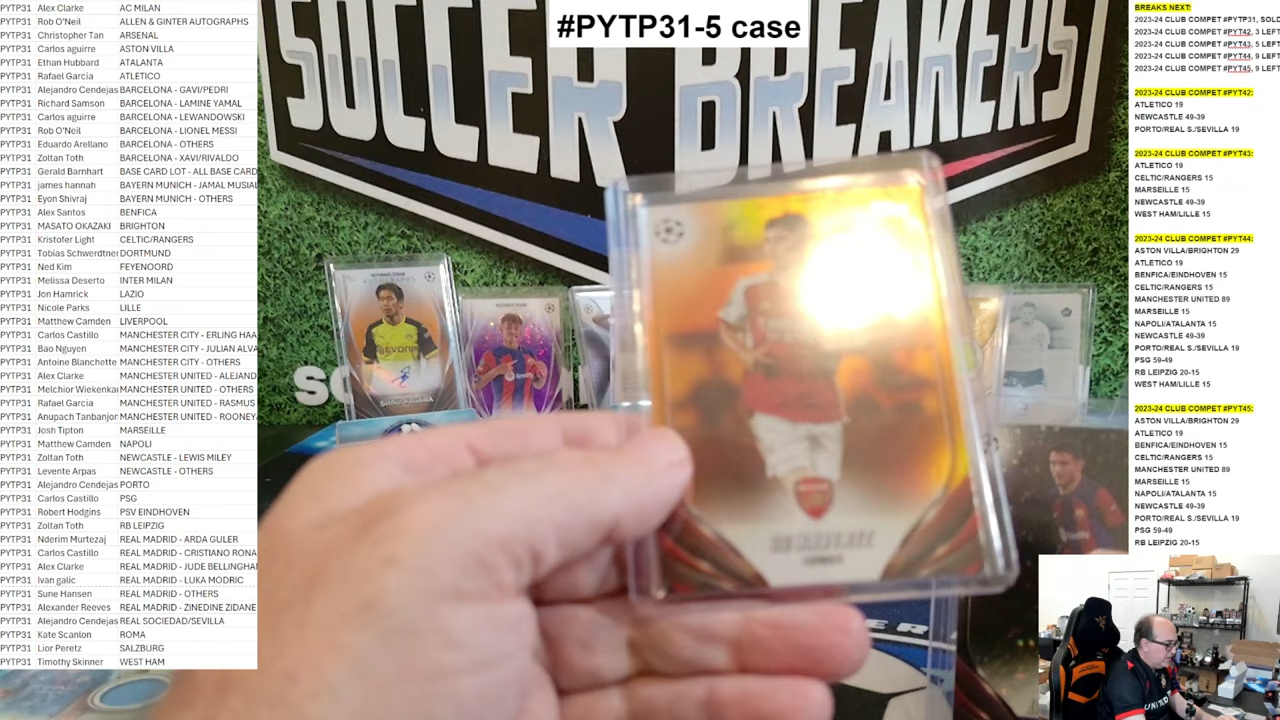 #PYTP31-5 case
PYTP31 Alex Clarke AC MILAN
PYTP31 Rob O'Neil ALLEN & GINTER AUTOGRAPHS
PYTP31 Christopher Tan ARSENAL
PYTP31 Carlos aguirre ASTON VILLA
PYTP31 Ethan Hubbard ATALANTA
PYTP31 Rafael Garcia ATLETICO
PYTP31 Alejandro Cendejas BARCELONA - GAVI/PEDRI
PYTP31 Richard Samson BARCELONA - LAMINE YAMAL
PYTP31 Carlos aguirre BARCELONA - LEWANDOWSKI
PYTP31 Rob O'Neil BARCELONA - LIONEL MESSI
PYTP31 Eduardo Arellano BARCELONA - OTHERS
PYTP31 Zoltan Toth BARCELONA - XAVI/RIVALDO
PYTP31 Gerald Barnhart BASE CARD LOT - ALL BASE CARD
PYTP31 james hannah BAYERN MUNICH - JAMAL MUSIAL
PYTP31 Eyon Shivraj BAYERN MUNICH - OTHERS
PYTP31 Alex Santos BENFICA
PYTP31 MASATO OKAZAKI BRIGHTON
PYTP31 Kristofer Light CELTIC/RANGERS
PYTP31 Tobias Schwerdtner DORTMUND
PYTP31 Ned Kim FEYENOORD
PYTP31 Melissa Deserto INTER MILAN
PYTP31 Jon Hamrick LAZIO
PYTP31 Nicole Parks LILLE
PYTP31 Matthew Camden LIVERPOOL
PYTP31 Carlos Castillo MANCHESTER CITY - ERLING HAA
PYTP31 Bao Nguyen MANCHESTER CITY - JULIAN ALVA
PYTP31 Antoine Blanchette MANCHESTER CITY - OTHERS
PYTP31 Alex Clarke MANCHESTER UNITED - ALEJAND
PYTP31 Melchior Wiekenka MANCHESTER UNITED - OTHERS
PYTP31 Rafael Garcia MANCHESTER UNITED - RASMUS
PYTP31 Anupach Tanbanjor MANCHESTER UNITED - ROONEY
PYTP31 Josh Tipton MARSEILLE
PYTP31 Matthew Camden NAPOLI
PYTP31 Zoltan Toth NEWCASTLE - LEWIS MILEY
PYTP31 Levente Arpas NEWCASTLE - OTHERS
PYTP31 Alejandro Cendejas PORTO
PYTP31 Carlos Castillo PSG
PYTP31 Robert Hodgins PSV EINDHOVEN
PYTP31 Zoltan Toth RB LEIPZIG
PYTP31 Nderim Murtezaj REAL MADRID - ARDA GULER
PYTP31 Carlos Castillo REAL MADRID - CRISTIANO RONA
PYTP31 Alex Clarke REAL MADRID - JUDE BELLINGHA
PYTP31 Ivan galic REAL MADRID - LUKA MODRIC
PYTP31 Sune Hansen REAL MADRID - OTHERS
PYTP31 Alexander Reeves REAL MADRID - ZINEDINE ZIDANE
PYTP31 Alejandro Cendejas REAL SOCIEDAD/SEVILLA
PYTP31 Kate Scanlon ROMA
PYTP31 Lior Peretz SALZBURG
PYTP31 Timothy Skinner WEST HAM
SOCCER BREAKERS
AUTOGRAPHS
Arsenal
UNITED
BREAKS NEXT:
2023-24 CLUB COMPET #PYTP31, SOLD
2023-24 CLUB COMPET #PYT42, 3 LEFT
2023-24 CLUB COMPET #PYT43, 5 LEFT
2023-24 CLUB COMPET #PYT44, 9 LEFT
2023-24 CLUB COMPET #PYT45, 9 LEFT
2023-24 CLUB COMPET #PYT42:
ATLETICO 19
NEWCASTLE 49-39
PORTO/REAL S./SEVILLA 19
2023-24 CLUB COMPET #PYT43:
ATLETICO 19
CELTIC/RANGERS 15
MARSEILLE 15
NEWCASTLE 49-39
WEST HAM/LILLE 15
2023-24 CLUB COMPET #PYT44:
ASTON VILLA/BRIGHTON 29
ATLETICO 19
BENFICA/EINDHOVEN 15
CELTIC/RANGERS 15
MANCHESTER UNITED 89
MARSEILLE 15
NAPOLI/ATALANTA 15
NEWCASTLE 49-39
PORTO/REAL S./SEVILLA 19
PSG 59-49
RB LEIPZIG 20-15
WEST HAM/LILLE 15
2023-24 CLUB COMPET #PYT45:
ASTON VILLA/BRIGHTON 29
ATLETICO 19
BENFICA/EINDHOVEN 15
CELTIC/RANGERS 15
MANCHESTER UNITED 89
MARSEILLE 15
NAPOLI/ATALANTA 15
NEWCASTLE 49-39
PORTO/REAL S./SEVILLA 19
PSG 59-49
RB LEIPZIG 20-15